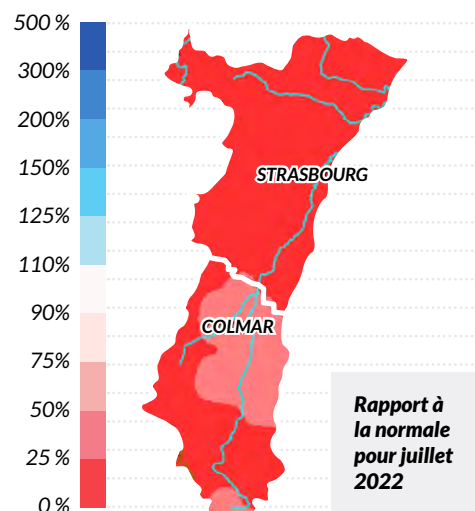 500 %
300 %
200 %
150 %
125 %
110 %
90 %
75 %
50 %
25 %
0 %
STRASBOURG
COLMAR
Rapport à
la normale
pour juillet
2022